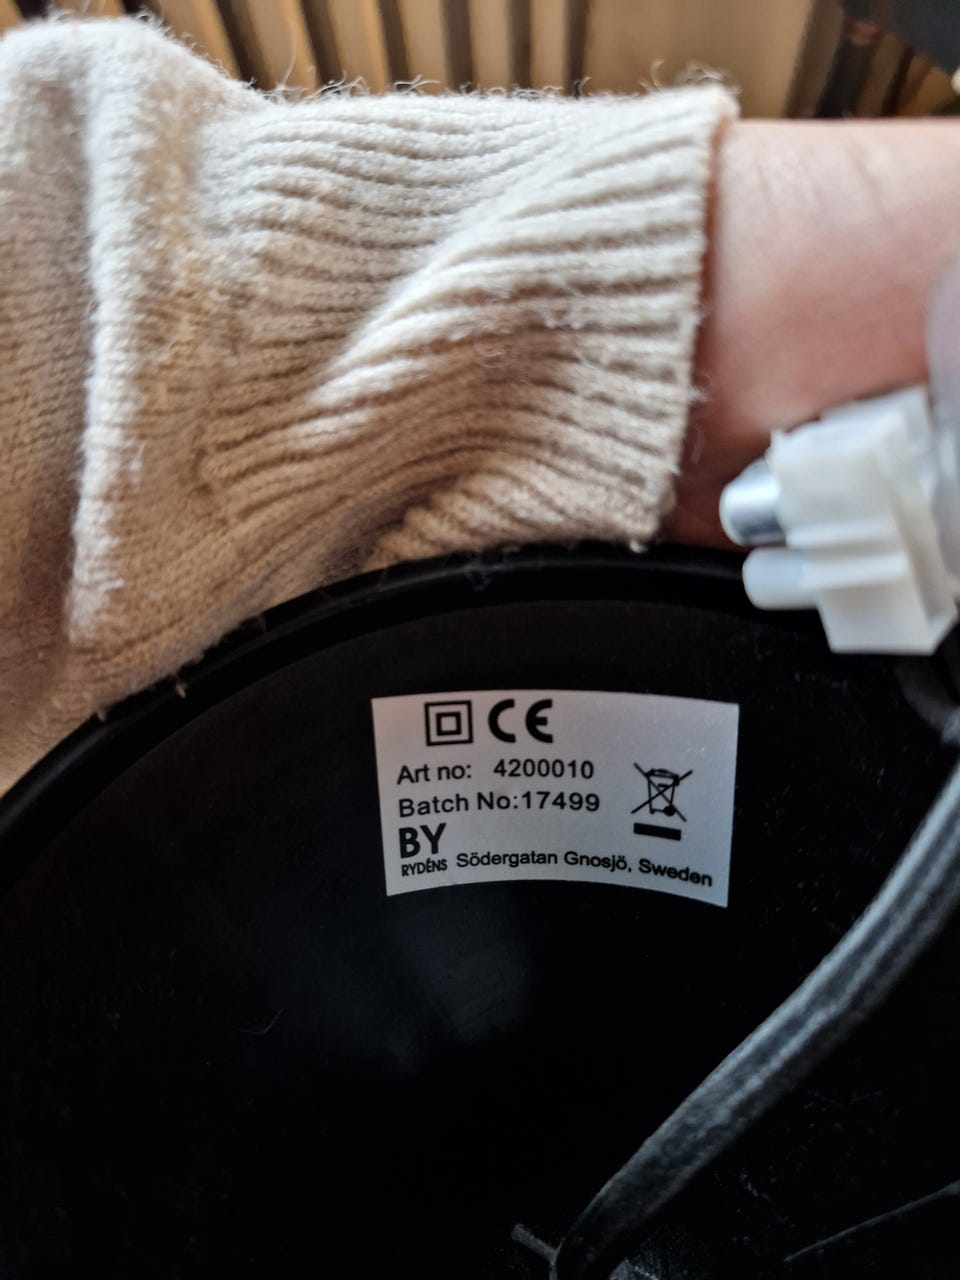 CE
Art no: 4200010
Batch No:17499
BY
RYDÉNS Södergatan Gnosjö, Sweden